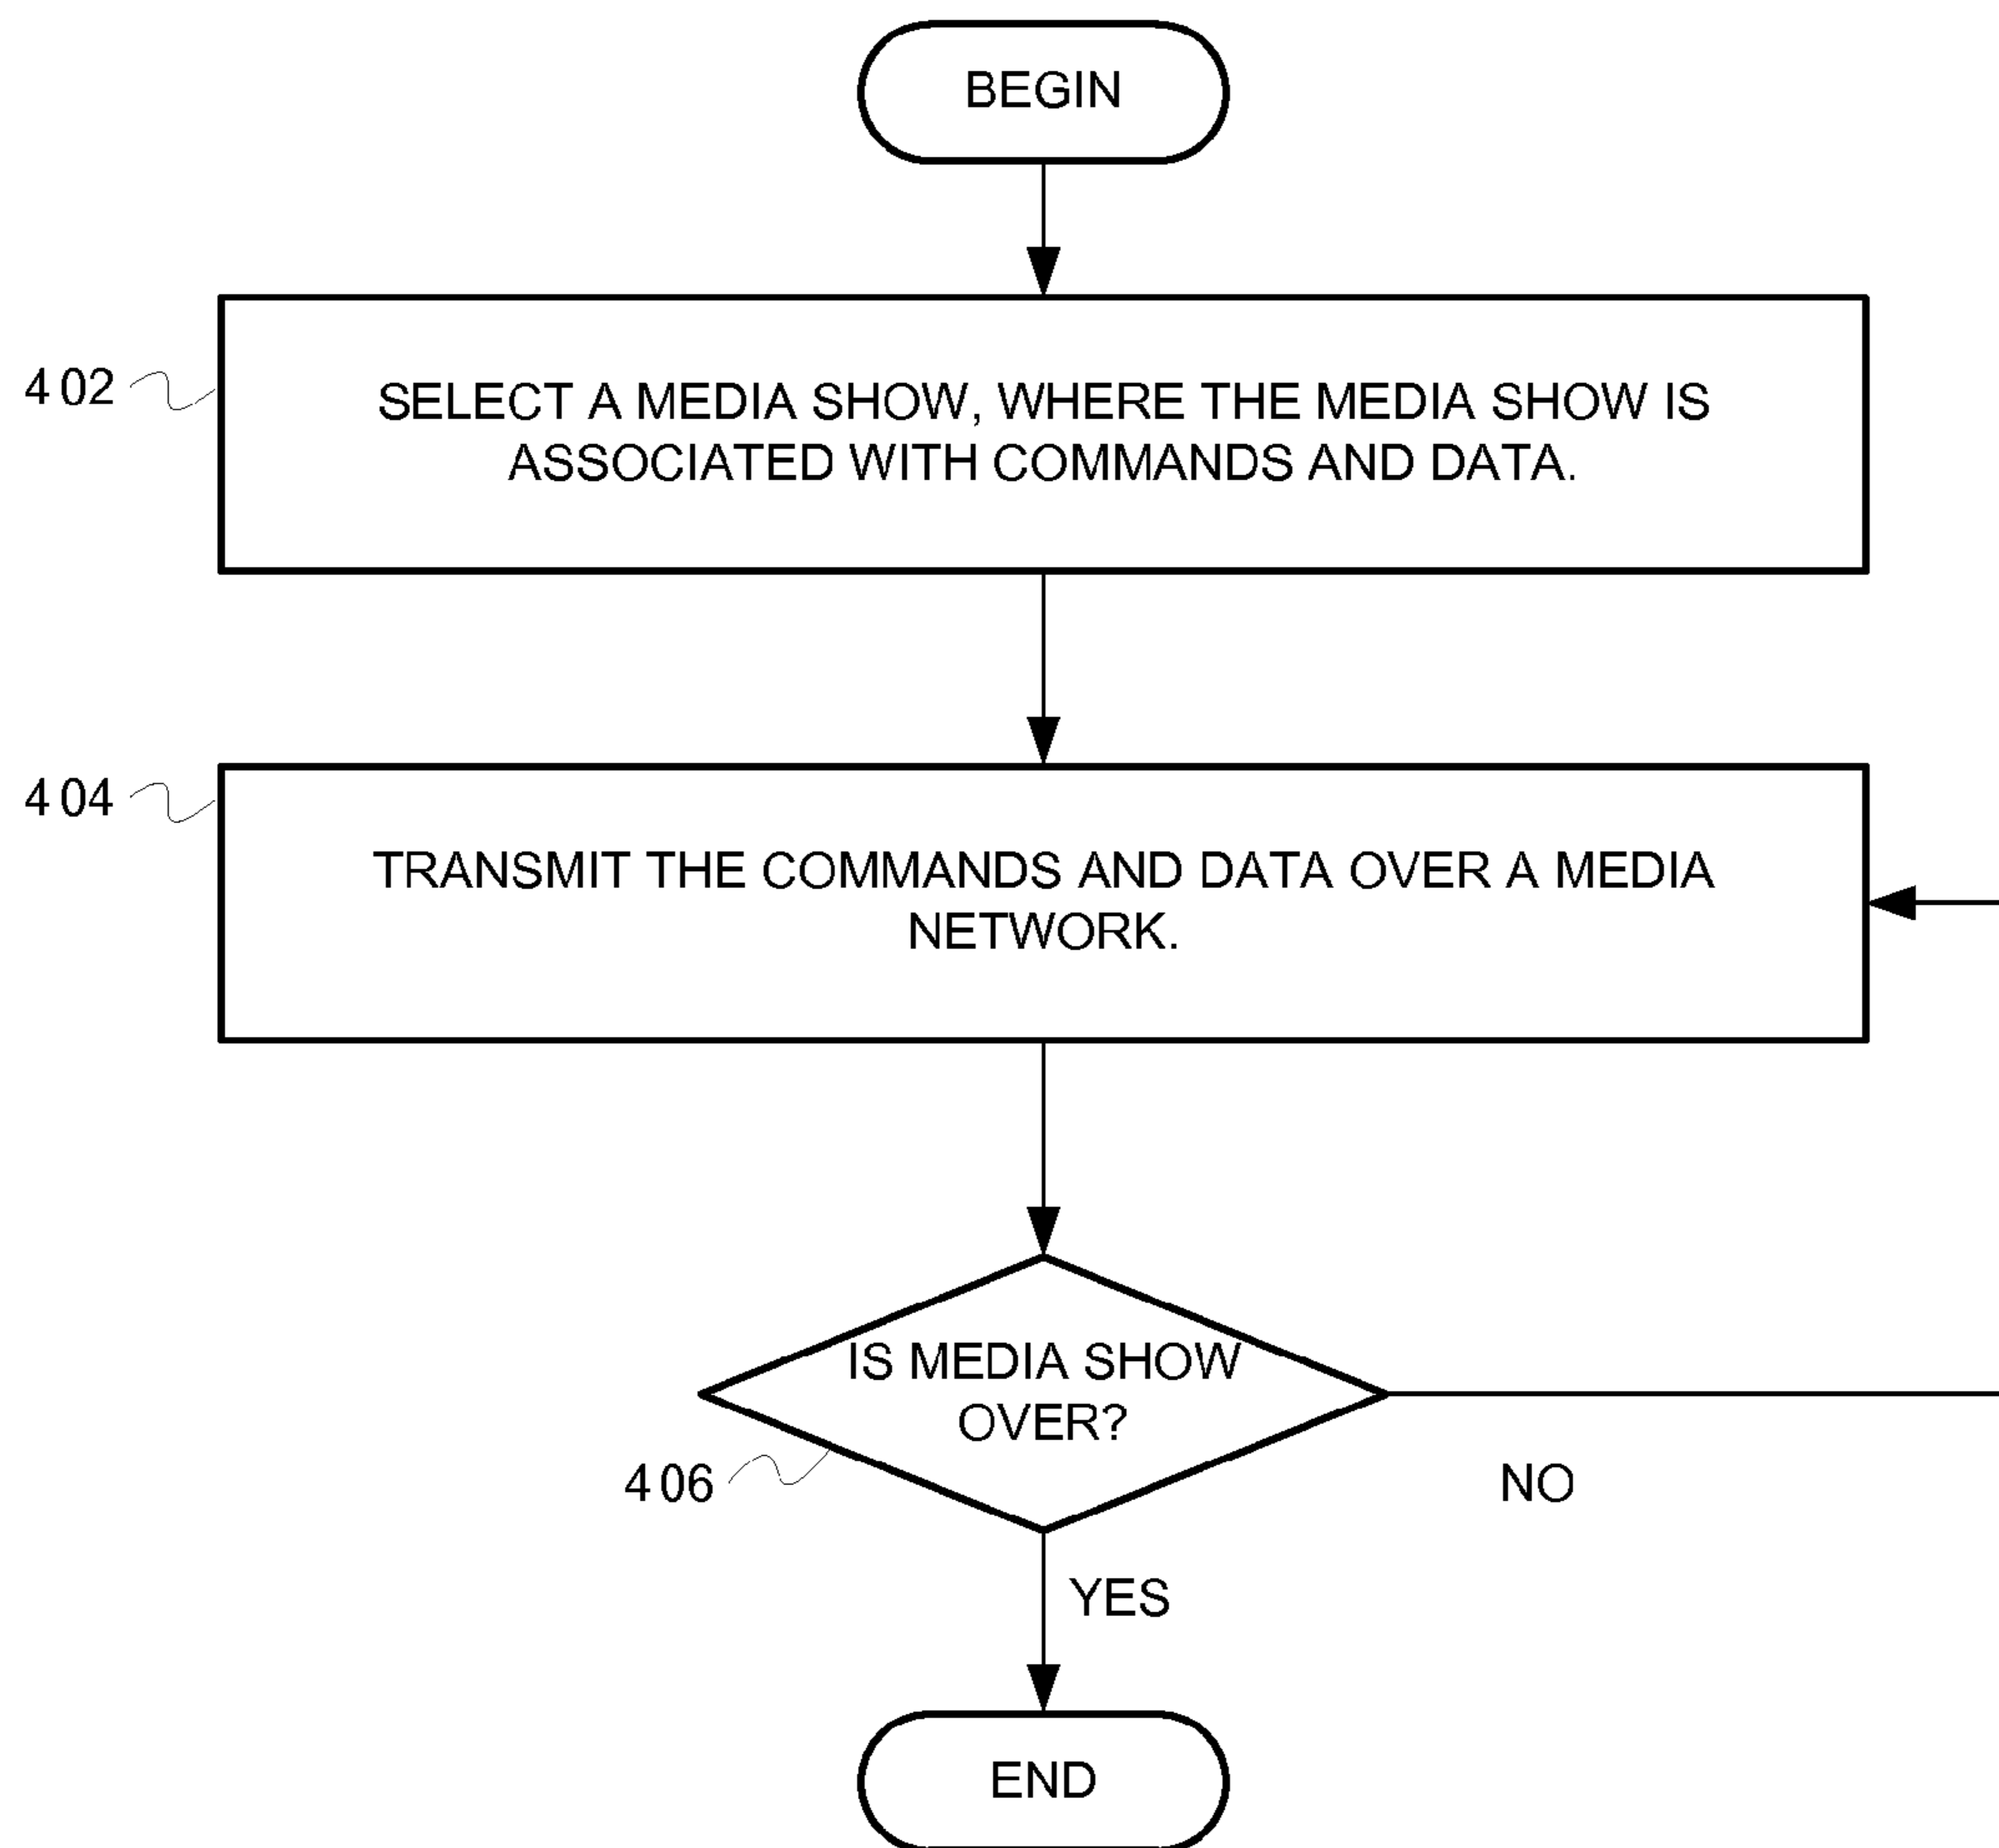 BEGIN
402
SELECT A MEDIA SHOW, WHERE THE MEDIA SHOW IS
ASSOCIATED WITH COMMANDS AND DATA.
404
TRANSMIT THE COMMANDS AND DATA OVER A MEDIA
NETWORK.
IS MEDIA SHOW
OVER?
406
NO
YES
END